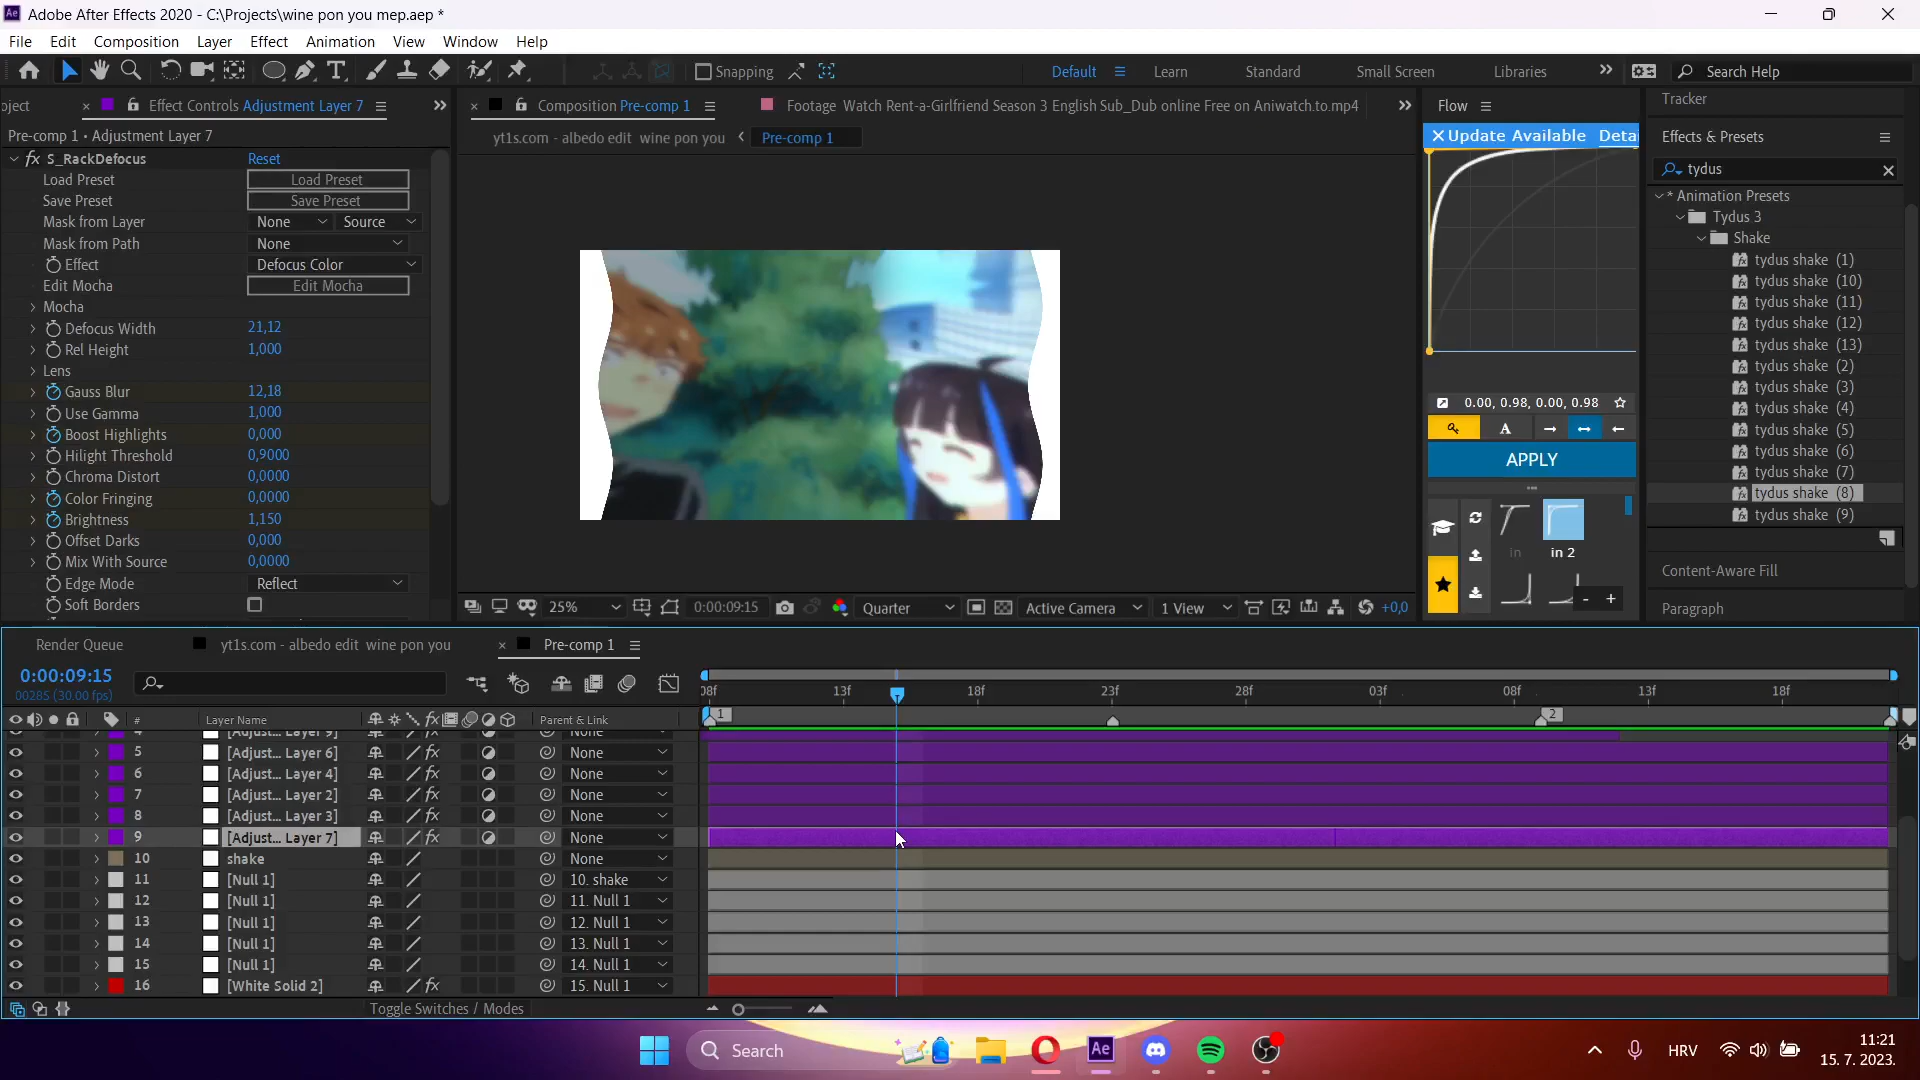 Adobe After Effects 2020 - C:\Projects\wine pon you mep.aep *
File Edit Composition Layer Effect Animation View Window Help
Snapping Default Learn Standard Small Screen Libraries Search Help
oject Effect Controls Adjustment Layer 7
Pre-comp 1 • Adjustment Layer 7
fx S_RackDefocus Reset
Load Preset Load Preset
Save Preset Save Preset
Mask from Layer None Source
Mask from Path None
Effect Defocus Color
Edit Mocha Edit Mocha
Mocha
Defocus Width 21,12
Rel Height 1,000
Lens
Gauss Blur 12,18
Use Gamma 1,000
Boost Highlights 0,000
Hilight Threshold 0,9000
Chroma Distort 0,0000
Color Fringing 0,0000
Brightness 1,150
Offset Darks 0,000
Mix With Source 0,0000
Edge Mode Reflect
Soft Borders
Composition Pre-comp 1 Footage Watch Rent-a-Girlfriend Season 3 English Sub_Dub online Free on Aniwatch.to.mp4
yt1s.com - albedo edit wine pon you Pre-comp 1
25% 0:00:09:15 Quarter Active Camera 1 View +0,0
Flow
Update Available Detai
0.00, 0.98, 0.00, 0.98
A
APPLY
In in 2
- +
Tracker
Effects & Presets
tydus
* Animation Presets
Tydus 3
Shake
tydus shake (1)
tydus shake (10)
tydus shake (11)
tydus shake (12)
tydus shake (13)
tydus shake (2)
tydus shake (3)
tydus shake (4)
tydus shake (5)
tydus shake (6)
tydus shake (7)
tydus shake (8)
tydus shake (9)
Content-Aware Fill
Paragraph
Render Queue yt1s.com - albedo edit wine pon you Pre-comp 1
0:00:09:15
00285 (30.00 fps)
08f 13f 18f 23f 28f 03f 08f 13f 18f
1 2
# Layer Name fx Parent & Link
4 [Adjust... Layer 9] None
5 [Adjust... Layer 6] fx None
6 [Adjust... Layer 4] fx None
7 [Adjust... Layer 2] fx None
8 [Adjust... Layer 3] fx None
9 [Adjust... Layer 7] fx None
10 shake None
11 [Null 1] 10. shake
12 [Null 1] 11. Null 1
13 [Null 1] 12. Null 1
14 [Null 1] 13. Null 1
15 [Null 1] 14. Null 1
16 [White Solid 2] fx 15. Null 1
Toggle Switches / Modes
Search
HRV
11:21
15. 7. 2023.